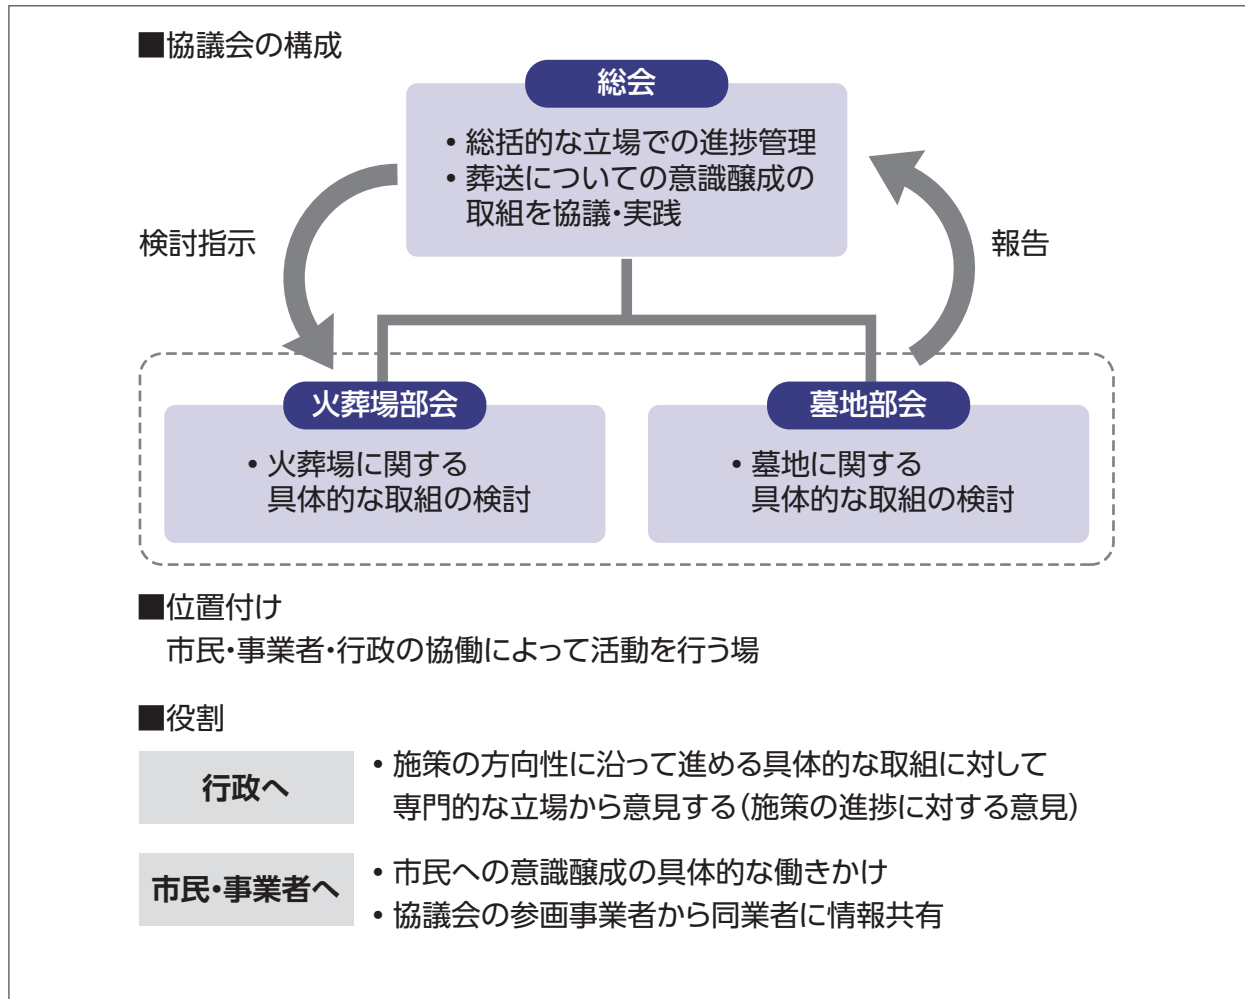 ■協議会の構成
総会
・総括的な立場での進捗管理
・葬送についての意識醸成の
取組を協議・実践
検討指示
報告
火葬場部会
・火葬場に関する
具体的な取組の検討
墓地部会
・墓地に関する
具体的な取組の検討
■位置付け
市民・事業者・行政の協働によって活動を行う場
■役割
行政へ
・施策の方向性に沿って進める具体的な取組に対して
専門的な立場から意見する（施策の進捗に対する意見）
市民・事業者へ
・市民への意識醸成の具体的な働きかけ
・協議会の参画事業者から同業者に情報共有